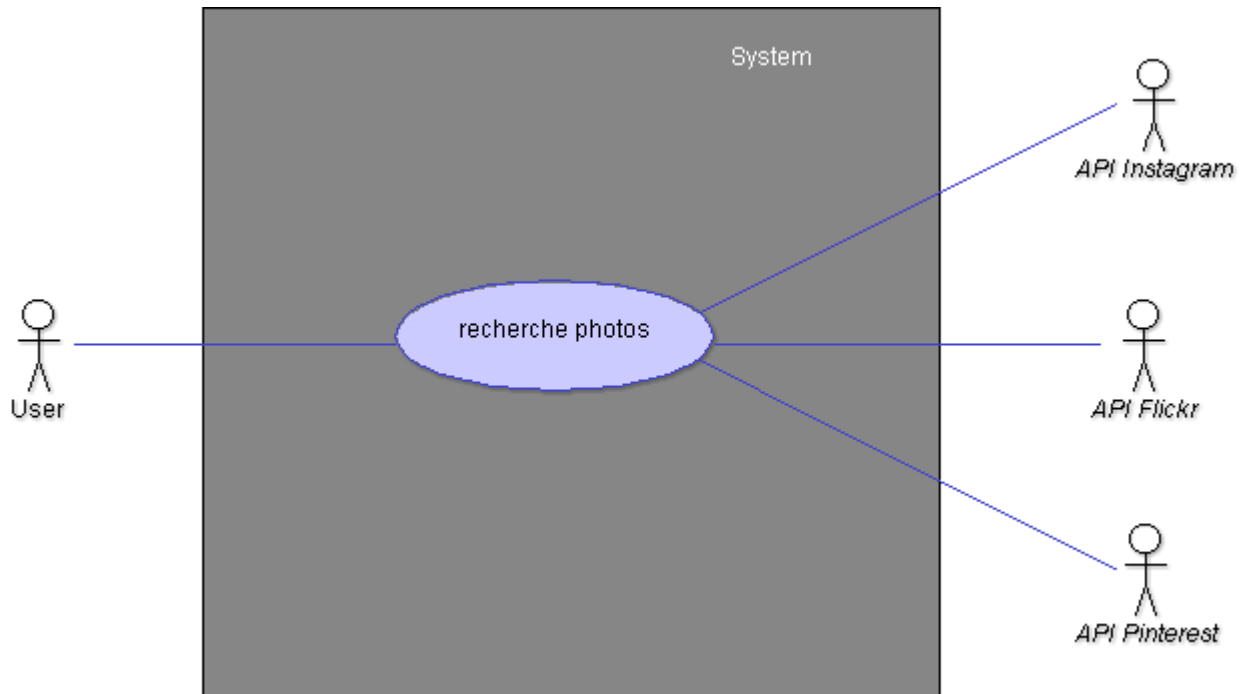 System
API Instagram
recherche photos
User
API Flickr
API Pinterest